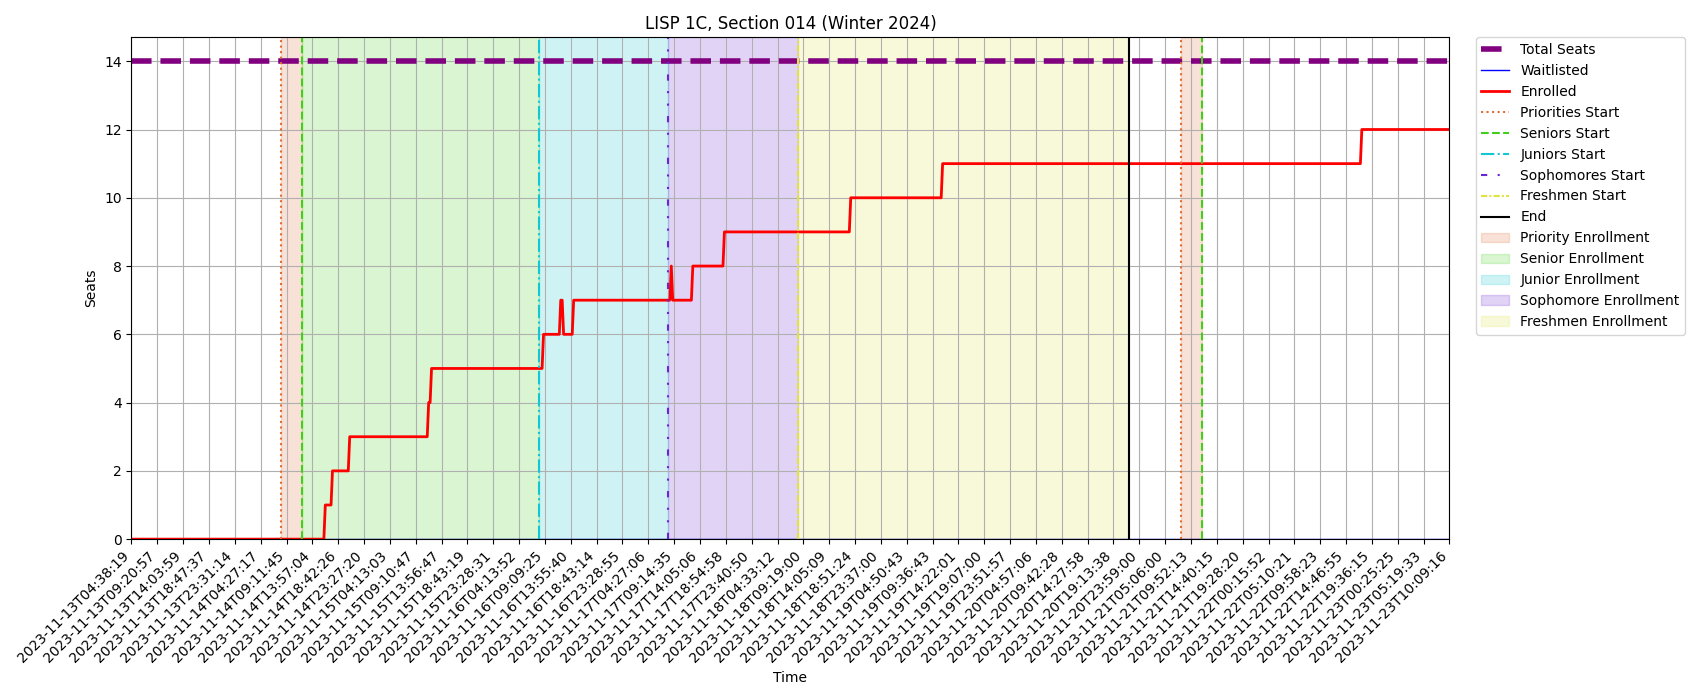 LISP 1C, Section 014 (Winter 2024)
Total Seats
Waitlisted
Enrolled
Priorities Start
Seniors Start
Juniors Start
Sophomores Start
Freshmen Start
End
Priority Enrollment
Senior Enrollment
Junior Enrollment
Sophomore Enrollment
Freshmen Enrollment
Seats
14
12
10
8
6
4
2
0
2023-11-13T04:38:19
2023-11-13T09:20:57
2023-11-13T14:03:59
2023-11-13T18:47:37
2023-11-13T23:31:14
2023-11-14T04:27:17
2023-11-14T09:11:45
2023-11-14T13:57:04
2023-11-14T18:42:26
2023-11-14T23:27:20
2023-11-15T04:13:03
2023-11-15T09:10:47
2023-11-15T13:56:47
2023-11-15T18:43:19
2023-11-15T23:28:31
2023-11-16T04:13:52
2023-11-16T09:09:25
2023-11-16T13:55:40
2023-11-16T18:43:14
2023-11-16T23:28:55
2023-11-17T04:27:06
2023-11-17T09:14:35
2023-11-17T14:05:06
2023-11-17T18:54:58
2023-11-17T23:40:50
2023-11-18T04:33:12
2023-11-18T09:19:00
2023-11-18T14:05:09
2023-11-18T18:51:24
2023-11-18T23:37:00
2023-11-19T04:50:43
2023-11-19T09:36:43
2023-11-19T14:22:01
2023-11-19T19:07:00
2023-11-19T23:51:57
2023-11-20T04:57:06
2023-11-20T09:42:28
2023-11-20T14:27:58
2023-11-20T19:13:38
2023-11-20T23:59:00
2023-11-21T05:06:00
2023-11-21T09:52:13
2023-11-21T14:40:15
2023-11-21T19:28:20
2023-11-22T00:15:52
2023-11-22T05:10:21
2023-11-22T09:58:23
2023-11-22T14:46:55
2023-11-22T19:36:15
2023-11-23T00:25:25
2023-11-23T05:19:33
2023-11-23T10:09:16
Time